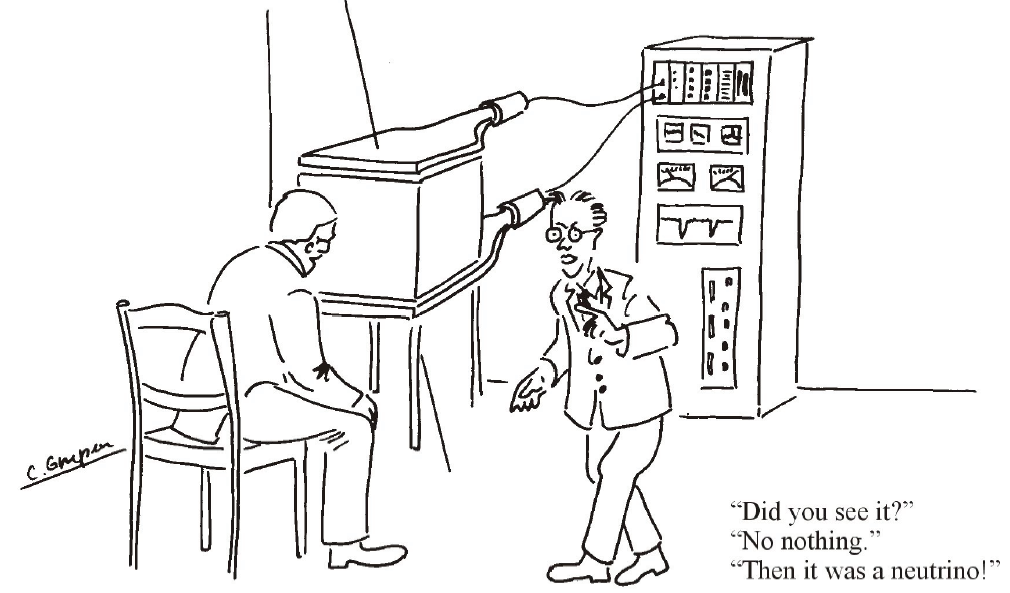 C. Grupen
“Did you see it?”
“No nothing.”
“Then it was a neutrino!”